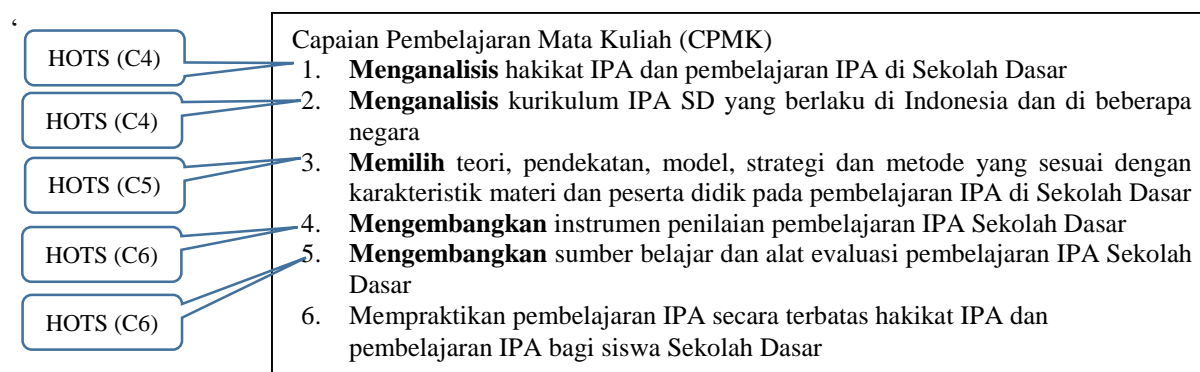 ‘
HOTS (C4)
HOTS (C4)
HOTS (C5)
HOTS (C6)
HOTS (C6)
Capaian Pembelajaran Mata Kuliah (CPMK)
1. Menganalisis hakikat IPA dan pembelajaran IPA di Sekolah Dasar
2. Menganalisis kurikulum IPA SD yang berlaku di Indonesia dan di beberapa
negara
3. Memilih teori, pendekatan, model, strategi dan metode yang sesuai dengan
karakteristik materi dan peserta didik pada pembelajaran IPA di Sekolah Dasar
4. Mengembangkan instrumen penilaian pembelajaran IPA Sekolah Dasar
5. Mengembangkan sumber belajar dan alat evaluasi pembelajaran IPA Sekolah
Dasar
6. Mempraktikan pembelajaran IPA secara terbatas hakikat IPA dan
pembelajaran IPA bagi siswa Sekolah Dasar